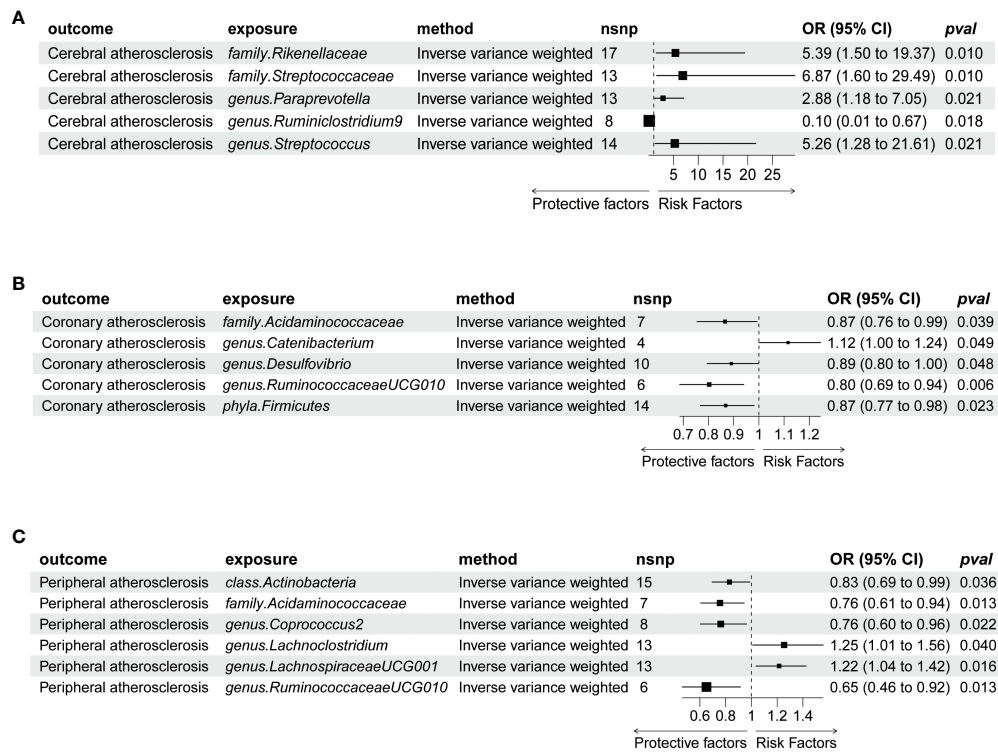 A
outcome exposure method nsnp OR (95% CI) pval
Cerebral atherosclerosis family.Rikenellaceae Inverse variance weighted 17 5.39 (1.50 to 19.37) 0.010
Cerebral atherosclerosis family.Streptococcaceae Inverse variance weighted 13 6.87 (1.60 to 29.49) 0.010
Cerebral atherosclerosis genus.Paraprevotella Inverse variance weighted 13 2.88 (1.18 to 7.05) 0.021
Cerebral atherosclerosis genus.Ruminiclostridium9 Inverse variance weighted 8 0.10 (0.01 to 0.67) 0.018
Cerebral atherosclerosis genus.Streptococcus Inverse variance weighted 14 5.26 (1.28 to 21.61) 0.021
5 10 15 20 25
Protective factors Risk Factors
B
outcome exposure method nsnp OR (95% CI) pval
Coronary atherosclerosis family.Acidaminococcaceae Inverse variance weighted 7 0.87 (0.76 to 0.99) 0.039
Coronary atherosclerosis genus.Catenibacterium Inverse variance weighted 4 1.12 (1.00 to 1.24) 0.049
Coronary atherosclerosis genus.Desulfovibrio Inverse variance weighted 10 0.89 (0.80 to 1.00) 0.048
Coronary atherosclerosis genus.RuminococcaceaeUCG010 Inverse variance weighted 6 0.80 (0.69 to 0.94) 0.006
Coronary atherosclerosis phyla.Firmicutes Inverse variance weighted 14 0.87 (0.77 to 0.98) 0.023
0.7 0.8 0.9 1 1.1 1.2
Protective factors Risk Factors
C
outcome exposure method nsnp OR (95% CI) pval
Peripheral atherosclerosis class.Actinobacteria Inverse variance weighted 15 0.83 (0.69 to 0.99) 0.036
Peripheral atherosclerosis family.Acidaminococcaceae Inverse variance weighted 7 0.76 (0.61 to 0.94) 0.013
Peripheral atherosclerosis genus.Coprococcus2 Inverse variance weighted 8 0.76 (0.60 to 0.96) 0.022
Peripheral atherosclerosis genus.Lachnoclostridium Inverse variance weighted 13 1.25 (1.01 to 1.56) 0.040
Peripheral atherosclerosis genus.LachnospiraceaeUCG001 Inverse variance weighted 13 1.22 (1.04 to 1.42) 0.016
Peripheral atherosclerosis genus.RuminococcaceaeUCG010 Inverse variance weighted 6 0.65 (0.46 to 0.92) 0.013
0.6 0.8 1 1.2 1.4
Protective factors Risk Factors